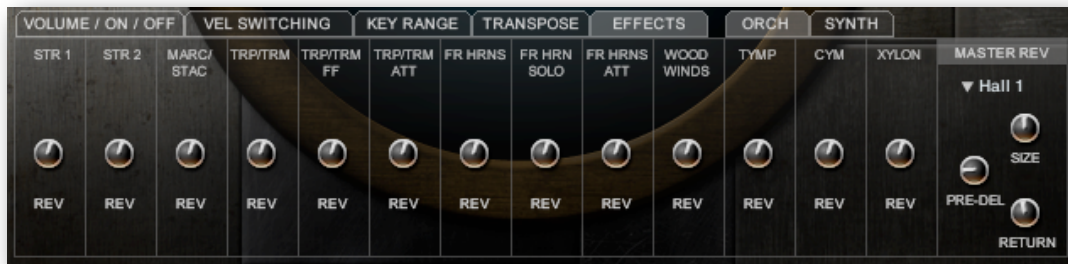 VOLUME / ON / OFF VEL SWITCHING KEY RANGE TRANSPOSE EFFECTS ORCH SYNTH
STR 1 STR 2 MARC/ TRP/TRM TRP/TRM TRP/TRM FR HRNS FR HRN FR HRNS WOOD TYMP CYM XYLON MASTER REV
STAC FF ATT SOLO ATT WINDS
▼ Hall 1
SIZE
REV REV REV REV REV REV REV REV REV REV REV REV REV PRE-DEL
RETURN